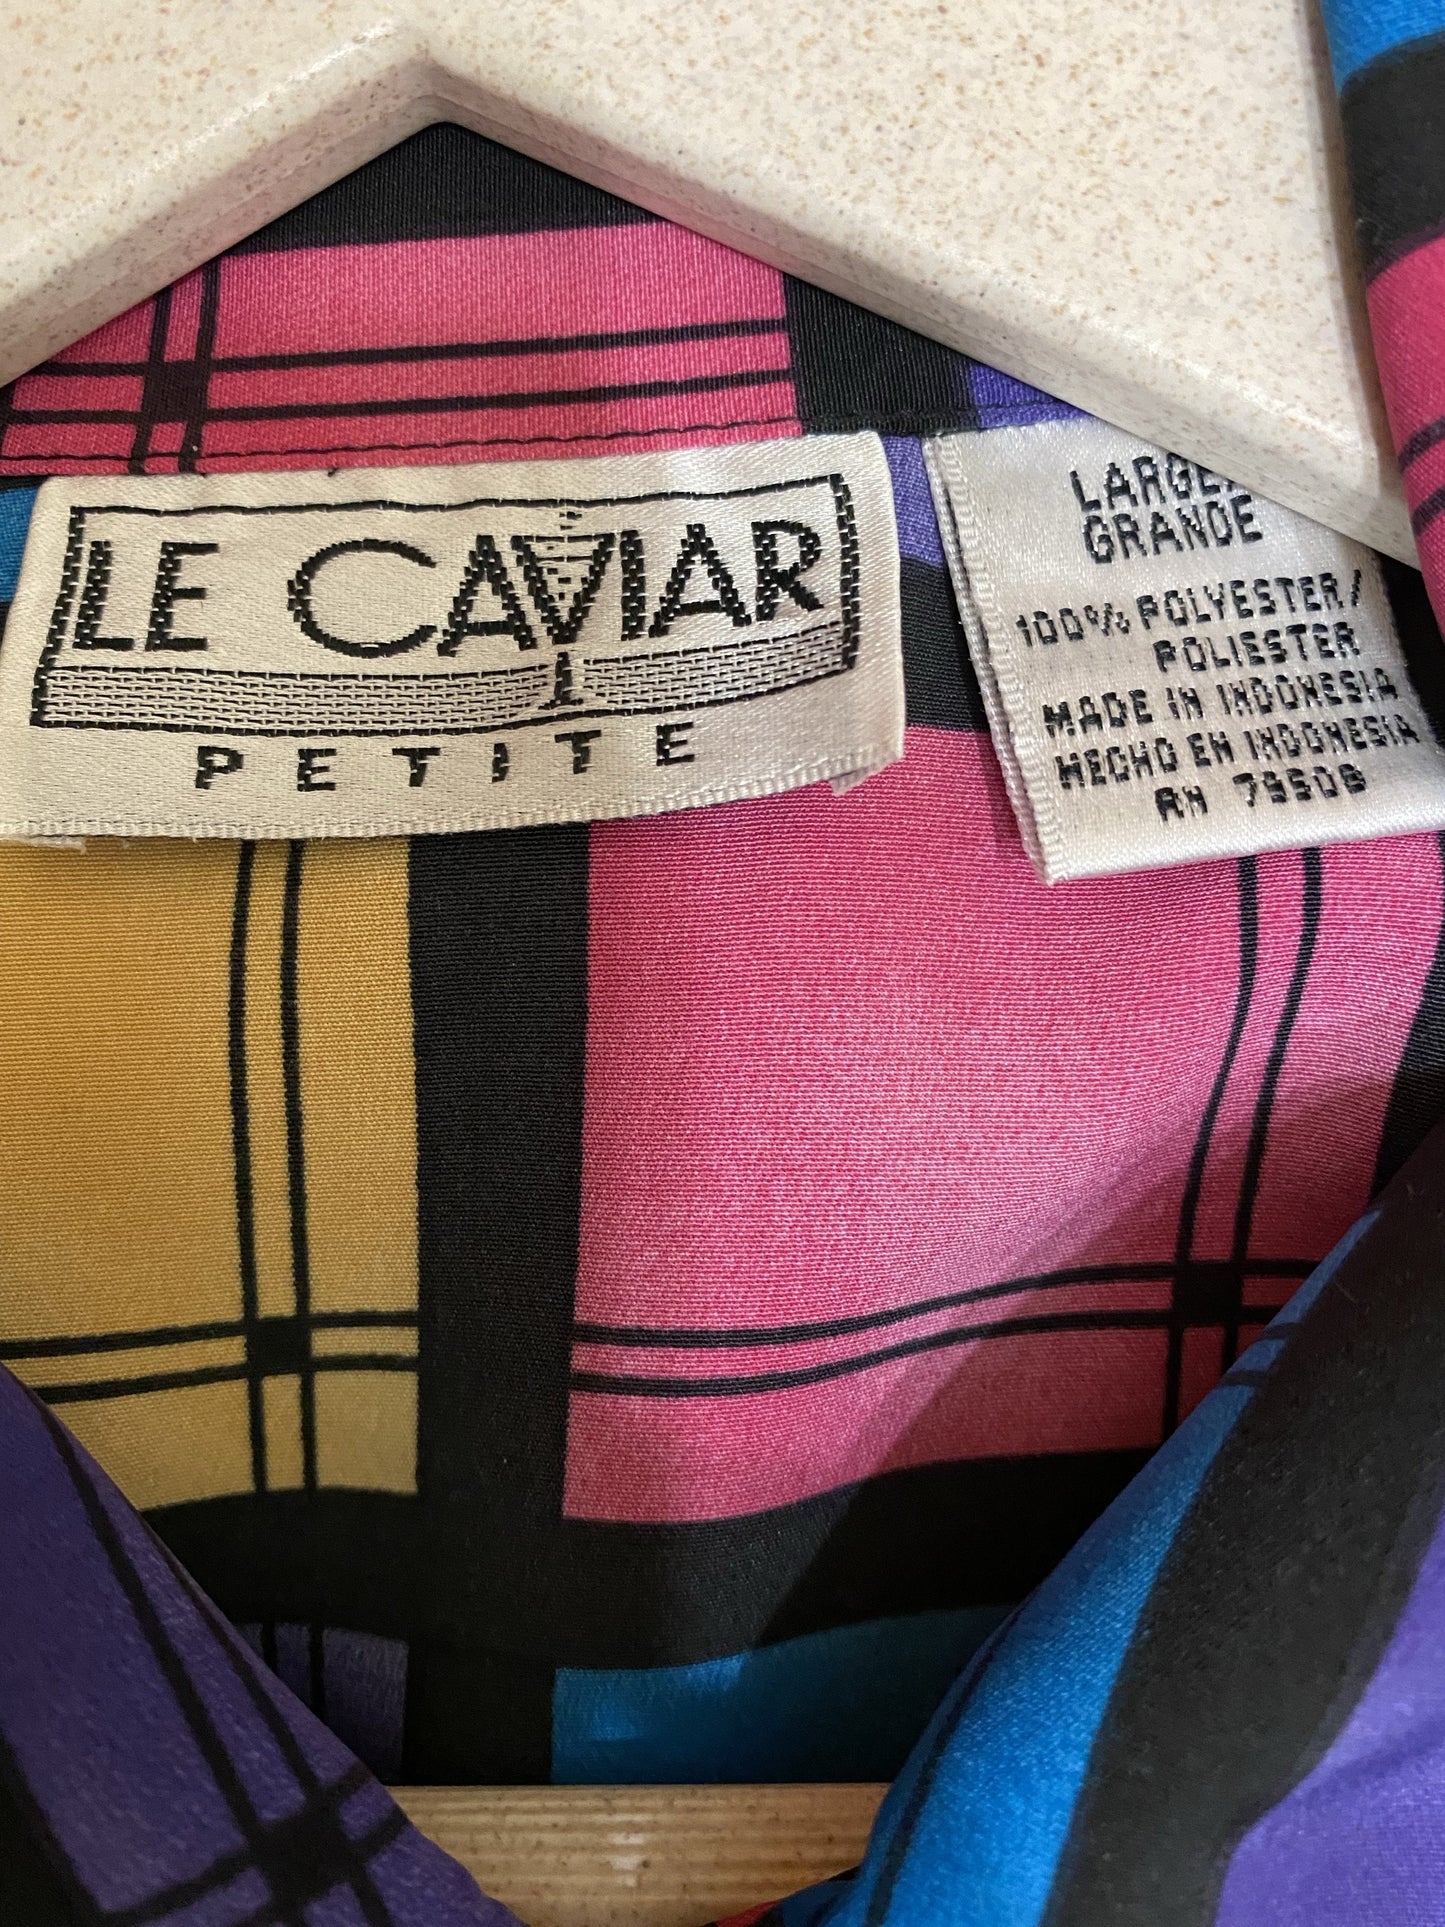 LE CAVIAR
PETITE
LARGE/
GRANDE
100% POLYESTER/
POLIESTER
MADE IN INDONESIA
HECHO EN INDONESIA
RN 79509